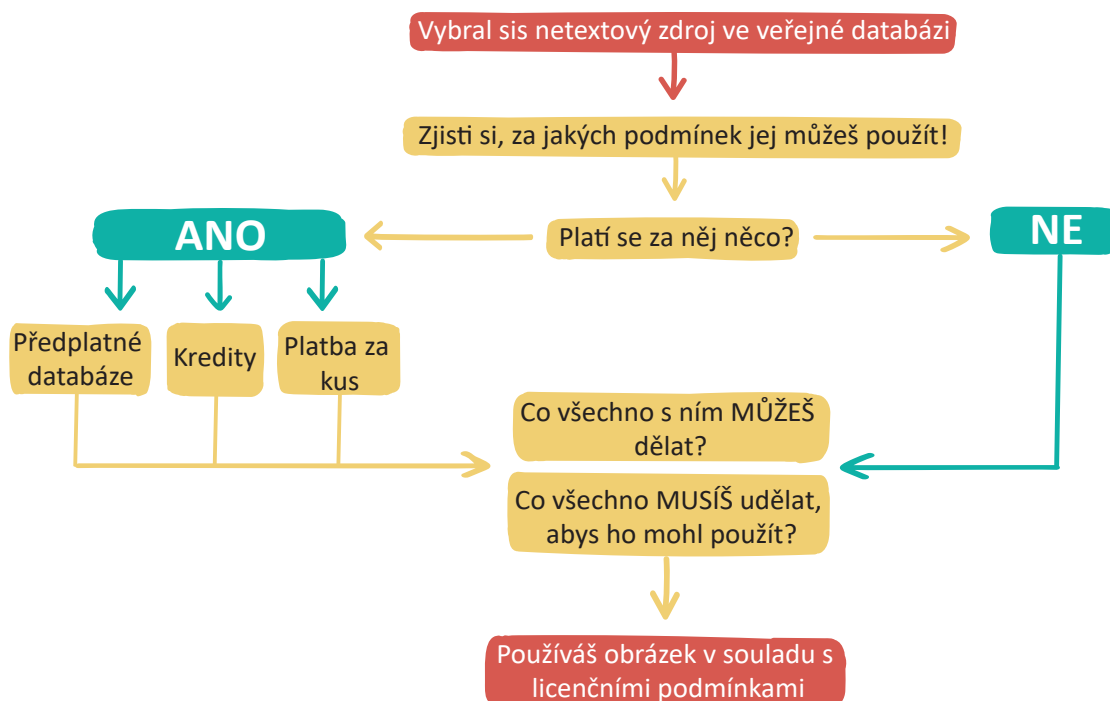 Vybral sis netextový zdroj ve veřejné databázi
Zjisti si, za jakých podmínek jej můžeš použít!
ANO
Platí se za něj něco?
NE
Předplatné
databáze
Kredity
Platba za
kus
Co všechno s ním MŮŽEŠ
dělat?
Co všechno MUSÍŠ udělat,
abys ho mohl použít?
Používáš obrázek v souladu s
licenčními podmínkami